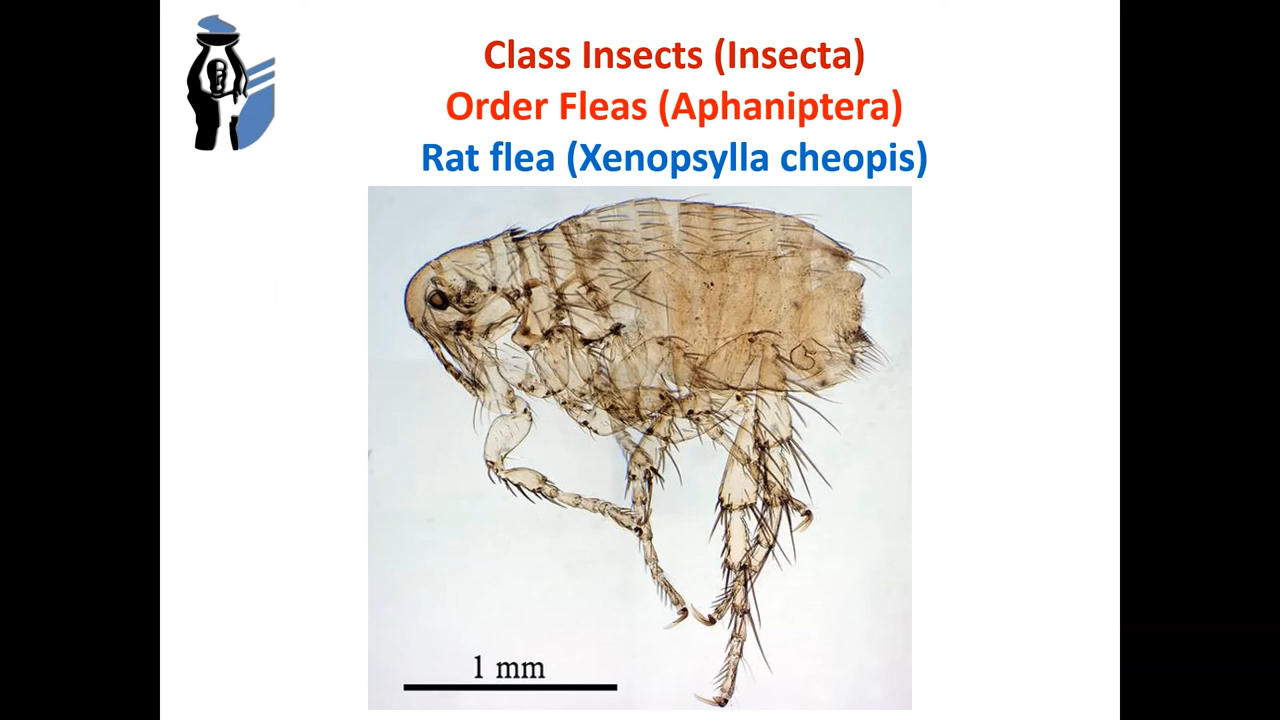 Class Insects (Insecta)
Order Fleas (Aphaniptera)
Rat flea (Xenopsylla cheopis)
1 mm